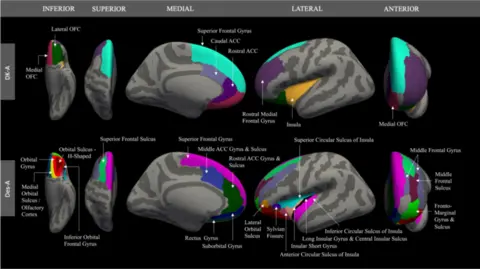 INFERIOR
SUPERIOR
MEDIAL
LATERAL
ANTERIOR
DK-A
Lateral OFC
Medial
OFC
Superior Frontal Gyrus
Caudal ACC
Rostral ACC
Rostral Medial
Frontal Gyrus
Insula
Medial OFC
Des-A
Orbital Sulcus -
H-Shaped
Orbital
Gyrus
Medial
Orbital
Sulcus /
Olfactory
Cortex
Inferior Orbital
Frontal Gyrus
Superior Frontal Sulcus
Superior Frontal Gyrus
Middle ACC Gyrus & Sulcus
Rostral ACC Gyrus &
Sulcus
Rectus Gyrus
Suborbital Gyrus
Superior Circular Sulcus of Insula
Lateral
Orbital
Sulcus
Sylvian
Fissure
Inferior Circular Sulcus of Insula
Long Insular Gyrus & Central Insular Sulcus
Insular Short Gyrus
Anterior Circular Sulcus of Insula
Middle Frontal Gyrus
Middle
Frontal
Sulcus
Fronto-
Marginal
Gyrus &
Sulcus